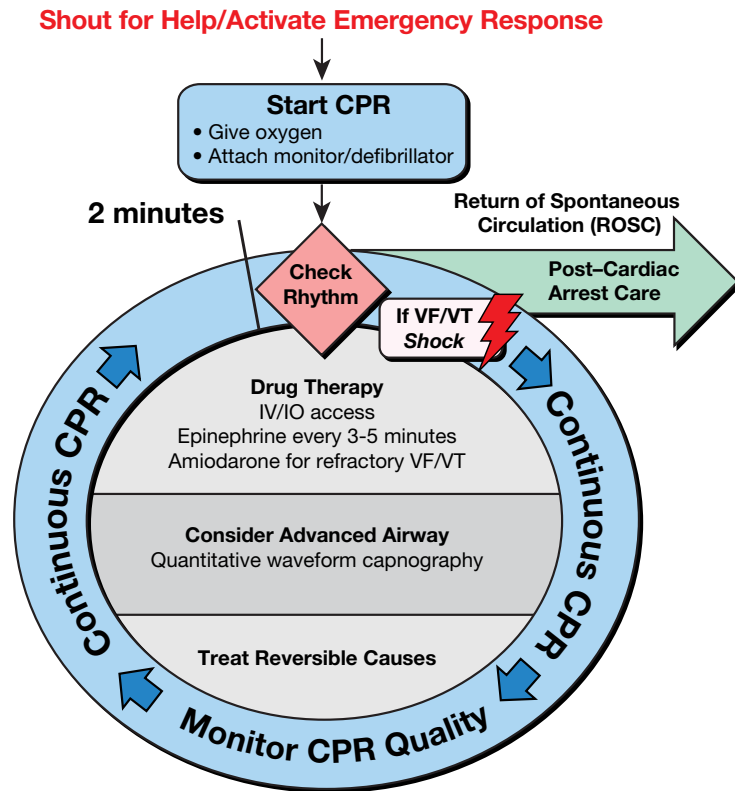 Shout for Help/Activate Emergency Response
Start CPR
• Give oxygen
• Attach monitor/defibrillator
2 minutes
Return of Spontaneous
Circulation (ROSC)
Check
Rhythm
Post–Cardiac
Arrest Care
If VF/VT
Shock
Drug Therapy
IV/IO access
Epinephrine every 3-5 minutes
Amiodarone for refractory VF/VT
Consider Advanced Airway
Quantitative waveform capnography
Treat Reversible Causes
Continuous CPR
Continuous CPR
Monitor CPR Quality